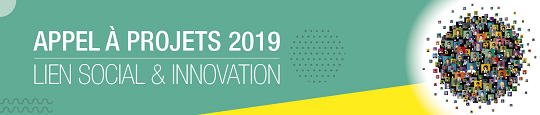 APPEL À PROJETS 2019
LIEN SOCIAL & INNOVATION